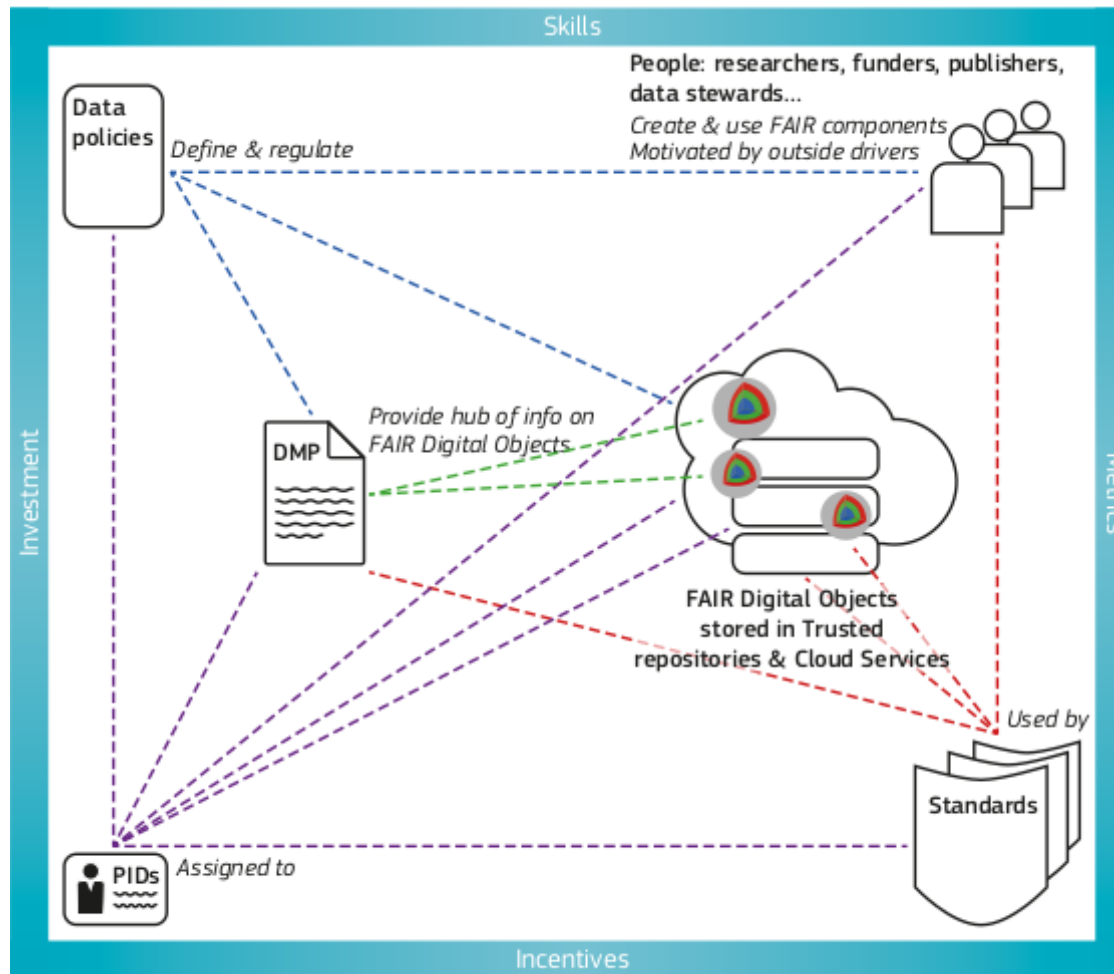 Skills
People: researchers, funders, publishers,
data stewards...
Create & use FAIR components
Motivated by outside drivers
Data
policies
Define & regulate
Investment
Metrics
Provide hub of info on
FAIR Digital Objects
DMP
FAIR Digital Objects
stored in Trusted
repositories & Cloud Services
Used by
Standards
PIDs
Assigned to
Incentives